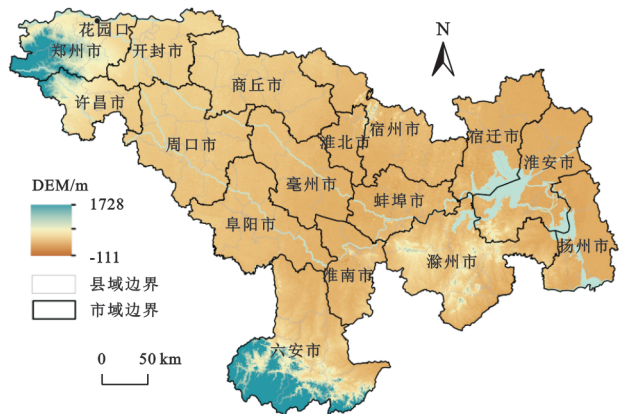 N
花园口
郑州市
开封市
商丘市
许昌市
周口市
淮北市
宿州市
宿迁市
淮安市
亳州市
蚌埠市
阜阳市
淮南市
滁州市
扬州市
六安市
DEM/m
1728
-111
县域边界
市域边界
0 50 km